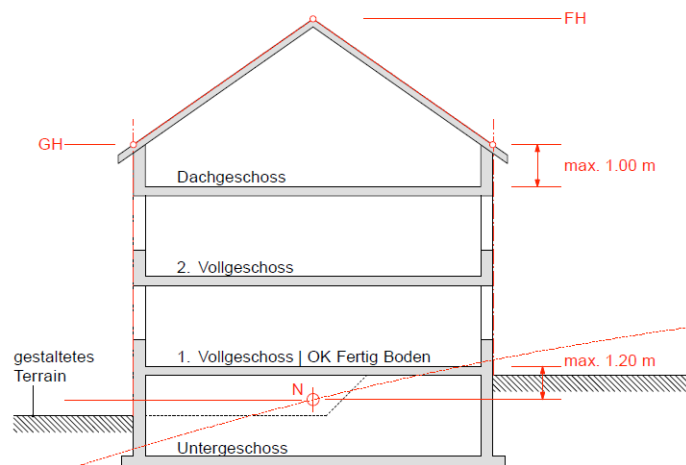 FH
GH
max. 1.00 m
Dachgeschoss
2. Vollgeschoss
gestaltetes
Terrain
1. Vollgeschoss | OK Fertig Boden
max. 1.20 m
N
Untergeschoss